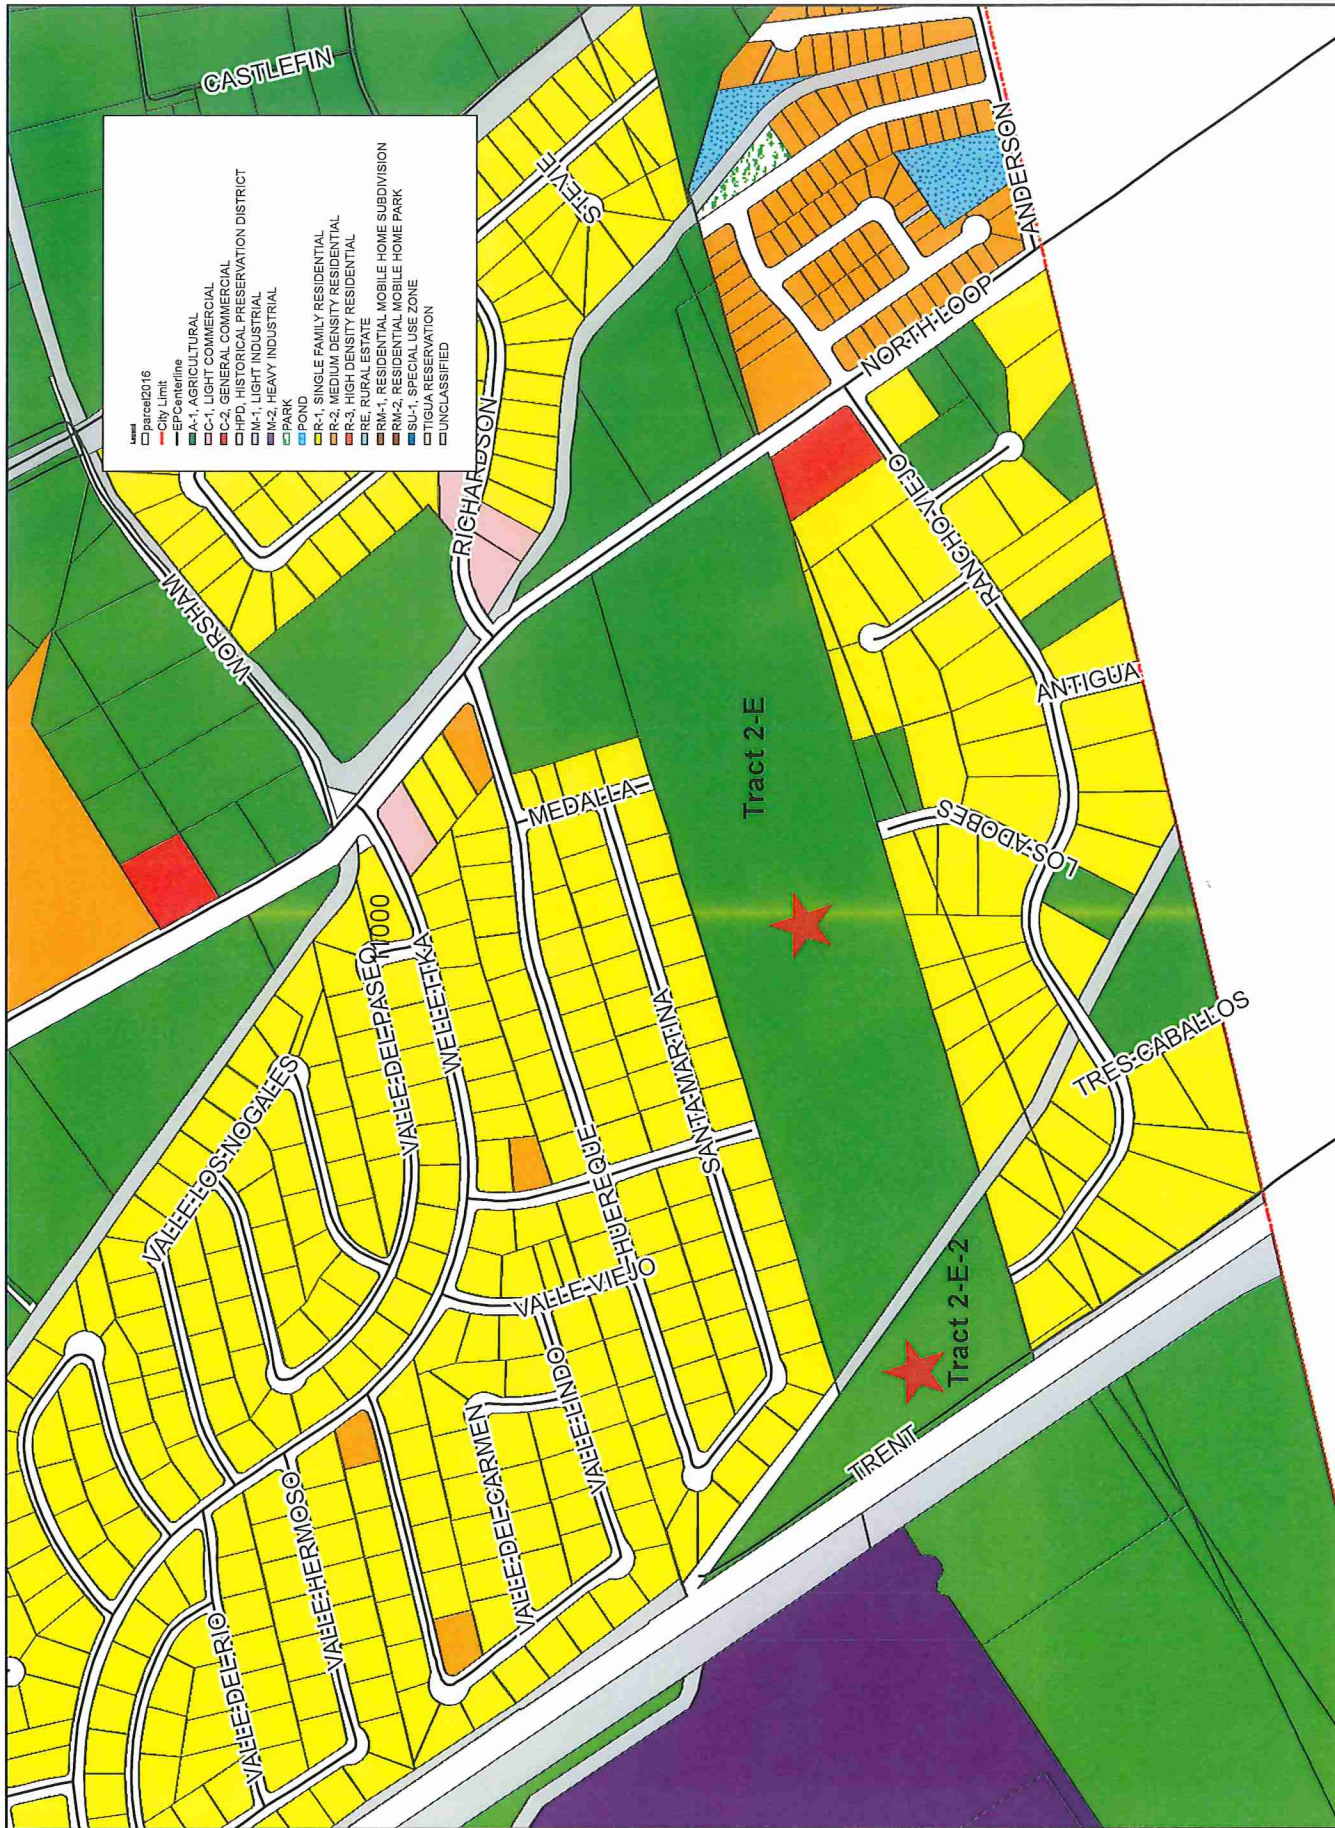 CASTLEFIN
Legend
parcel2016
City Limit
EPCenterline
A-1, AGRICULTURAL
C-1, LIGHT COMMERCIAL
C-2, GENERAL COMMERCIAL
HPD, HISTORICAL PRESERVATION DISTRICT
M-1, LIGHT INDUSTRIAL
M-2, HEAVY INDUSTRIAL
PARK
POND
R-1, SINGLE FAMILY RESIDENTIAL
R-2, MEDIUM DENSITY RESIDENTIAL
R-3, HIGH DENSITY RESIDENTIAL
RE, RURAL ESTATE
RM-1, RESIDENTIAL MOBILE HOME SUBDIVISION
RM-2, RESIDENTIAL MOBILE HOME PARK
SU-1, SPECIAL USE ZONE
TIGUA RESERVATION
UNCLASSIFIED
STEVIE
ANDERSON
NORTH LOOP
RICHARDSON
WORSHAM
RANCHO VIEJO
ANTIGUA
Tract 2-E
MEDALLA
LOS ADOBES
1000
VALLE DEL PASEO
WELLETTKA
SANTA MARTINA
TRES CABALLOS
VALLE LOS NOGALES
HUEREQUE
VALLE VIEJO
Tract 2-E-2
VALLE LINDO
VALLE DEL CARMEN
TRENT
VALLE HERMOSO
VALLE DEL RIO